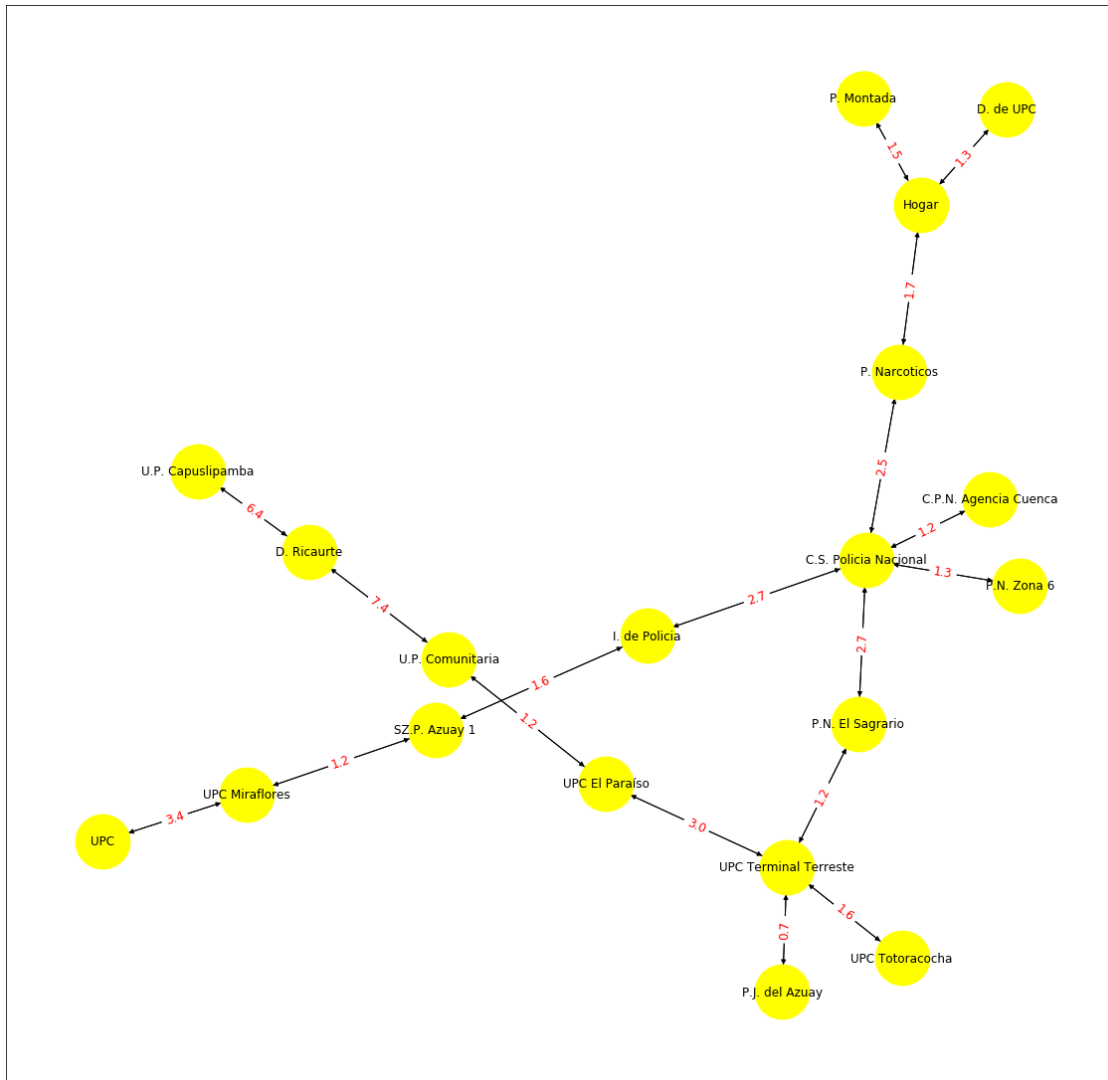 P. Montada
D. de UPC
1.5
1.3
Hogar
1.7
P. Narcoticos
2.5
U.P. Capuslipamba
C.P.N. Agencia Cuenca
6.4
1.2
D. Ricaurte
C.S. Policia Nacional
1.3
P.N. Zona 6
2.7
7.4
I. de Policia
2.7
U.P. Comunitaria
1.6
1.2
SZ.P. Azuay 1
P.N. El Sagrario
1.2
UPC El Paraíso
UPC Miraflores
1.2
3.4
3.0
UPC
UPC Terminal Terreste
1.6
0.7
UPC Totoracocha
P.J. del Azuay